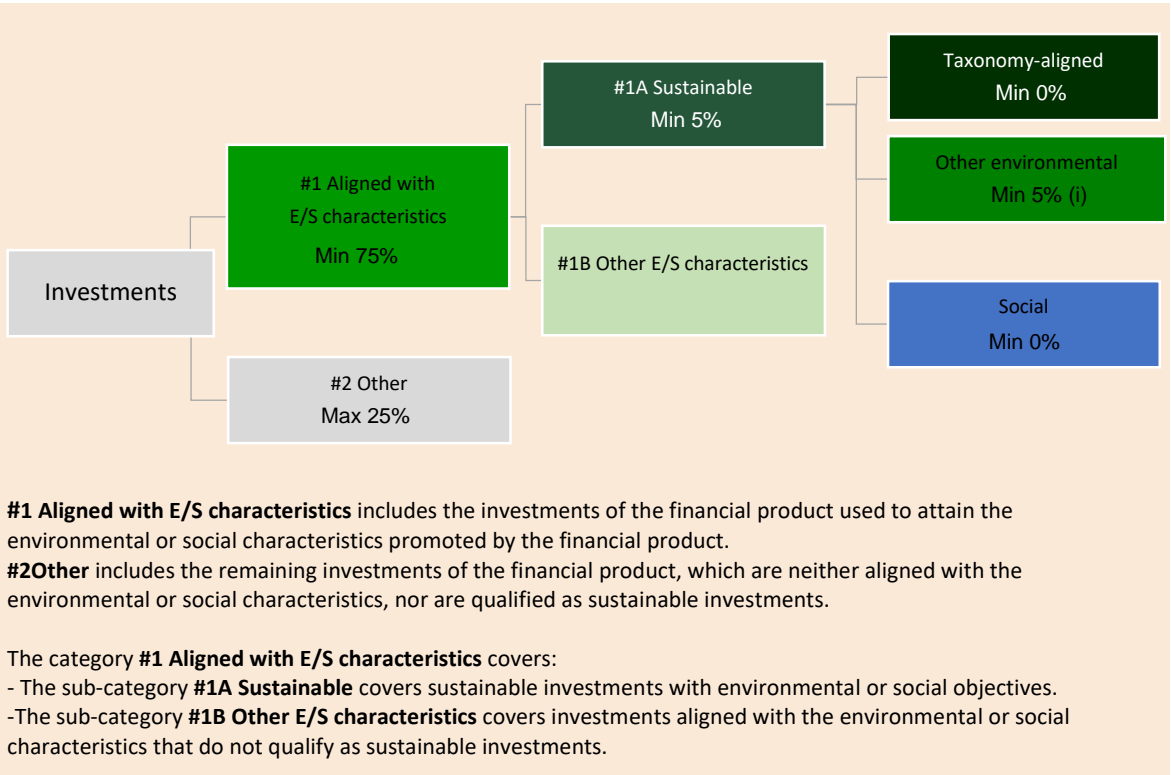 Investments
#1 Aligned with
E/S characteristics
Min 75%
#2 Other
Max 25%
#1A Sustainable
Min 5%
#1B Other E/S characteristics
Taxonomy-aligned
Min 0%
Other environmental
Min 5% (i)
Social
Min 0%
#1 Aligned with E/S characteristics includes the investments of the financial product used to attain the
environmental or social characteristics promoted by the financial product.
#2Other includes the remaining investments of the financial product, which are neither aligned with the
environmental or social characteristics, nor are qualified as sustainable investments.
The category #1 Aligned with E/S characteristics covers:
- The sub-category #1A Sustainable covers sustainable investments with environmental or social objectives.
-The sub-category #1B Other E/S characteristics covers investments aligned with the environmental or social
characteristics that do not qualify as sustainable investments.